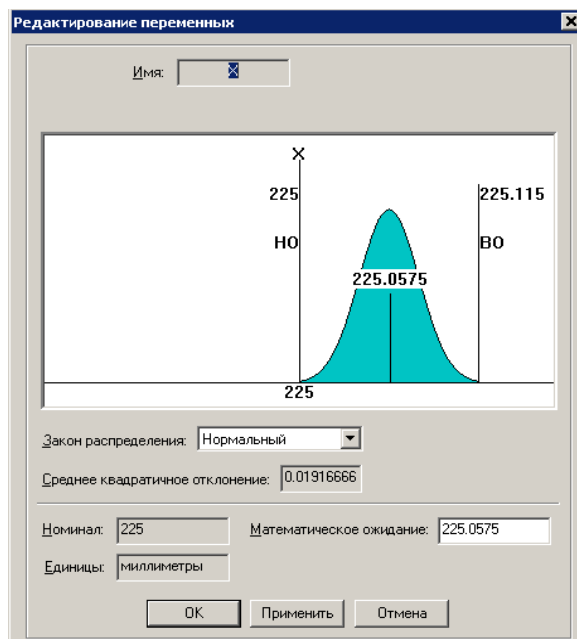 Редактирование переменных
Имя: X
X
225 225.115
НО ВО
225.0575
225
Закон распределения: Нормальный
Среднее квадратичное отклонение: 0.01916666
Номинал: 225 Математическое ожидание: 225.0575
Единицы: миллиметры
OK Применить Отмена